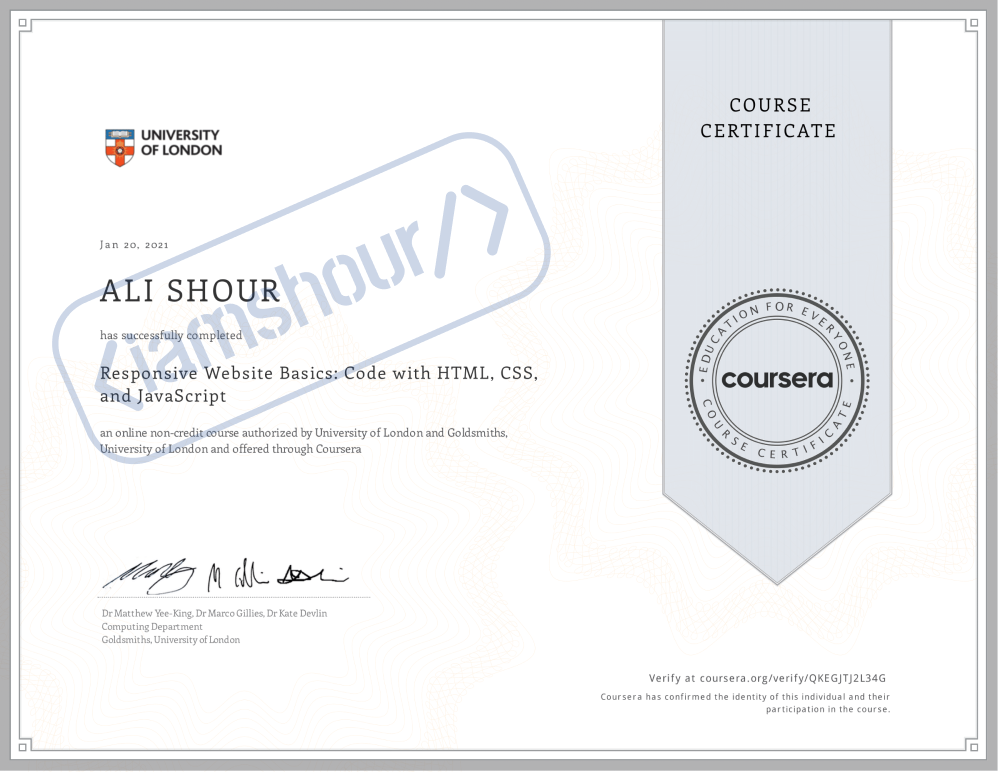 COURSE
CERTIFICATE
UNIVERSITY
OF LONDON
Jan 20, 2021
ALI SHOUR
has successfully completed
Responsive Website Basics: Code with HTML, CSS,
and JavaScript
an online non-credit course authorized by University of London and Goldsmiths,
University of London and offered through Coursera
<iamshour/>
EDUCATION FOR EVERYONE
coursera
COURSE CERTIFICATE
Dr Matthew Yee-King, Dr Marco Gillies, Dr Kate Devlin
Computing Department
Goldsmiths, University of London
Verify at coursera.org/verify/QKEGJTJ2L34G
Coursera has confirmed the identity of this individual and their
participation in the course.